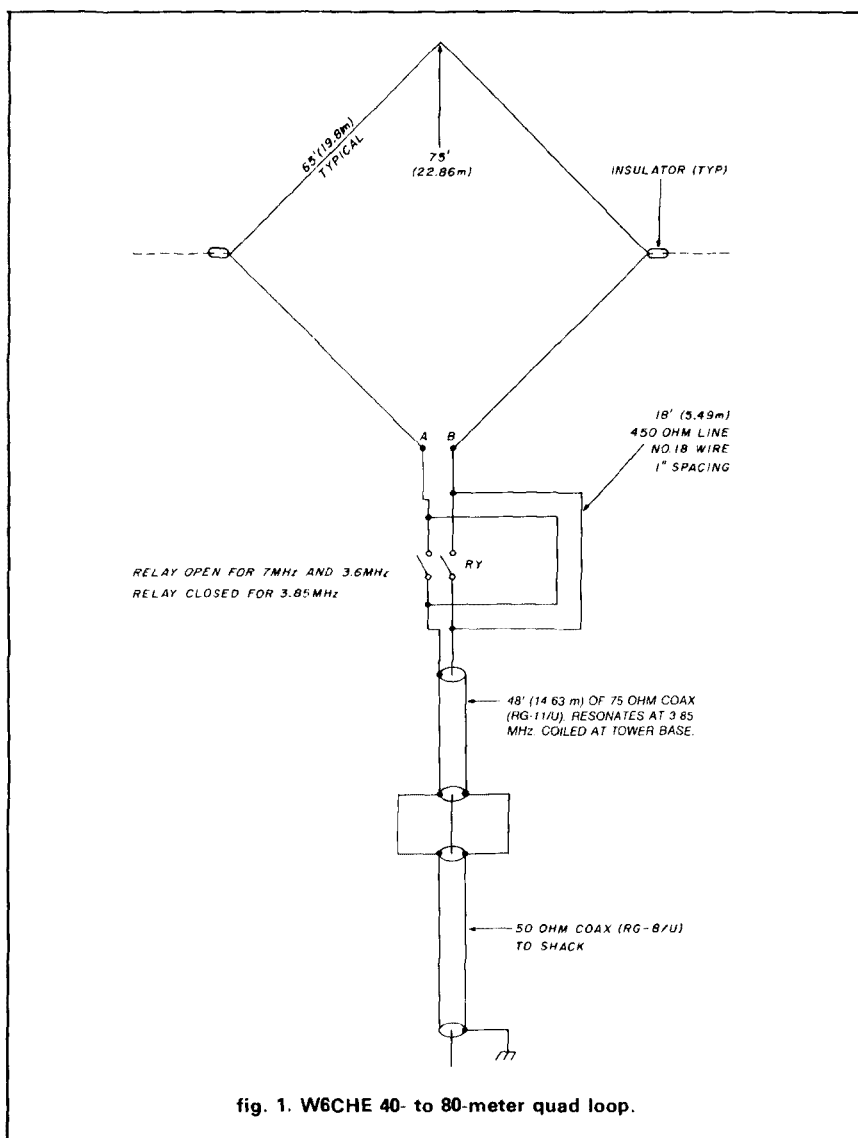 65' (19.8m)
TYPICAL
75'
(22.86m)
INSULATOR (TYP)
A B
18' (5.49m)
450 OHM LINE
NO. 18 WIRE
1" SPACING
RY
RELAY OPEN FOR 7MHz AND 3.6MHz
RELAY CLOSED FOR 3.85MHz
48' (14 63 m) OF 75 OHM COAX
(RG-11/U). RESONATES AT 3 85
MHz. COILED AT TOWER BASE.
50 OHM COAX (RG-8/U)
TO SHACK
fig. 1. W6CHE 40- to 80-meter quad loop.